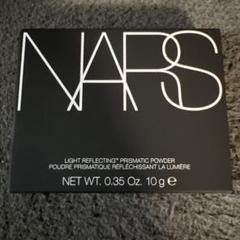 NARS
LIGHT REFLECTING™ PRISMATIC POWDER
POUDRE PRISMATIQUE RÉFLÉCHISSANT LA LUMIÈRE
NET WT. 0.35 Oz. 10 g ℮